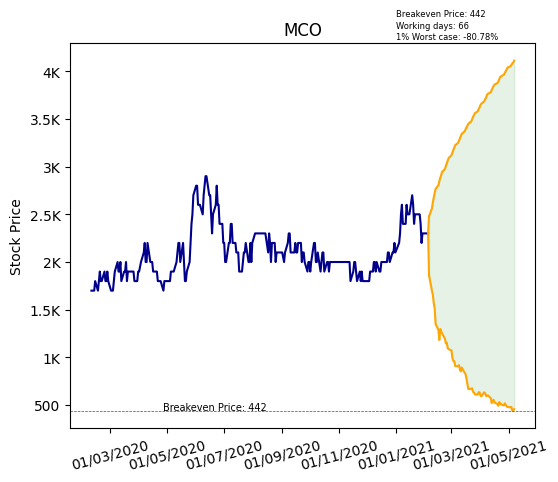 Breakeven Price: 442
Working days: 66
1% Worst case: -80.78%
MCO
Stock Price
4K
3.5K
3K
2.5K
2K
1.5K
1K
500
Breakeven Price: 442
01/03/2020
01/05/2020
01/07/2020
01/09/2020
01/11/2020
01/01/2021
01/03/2021
01/05/2021